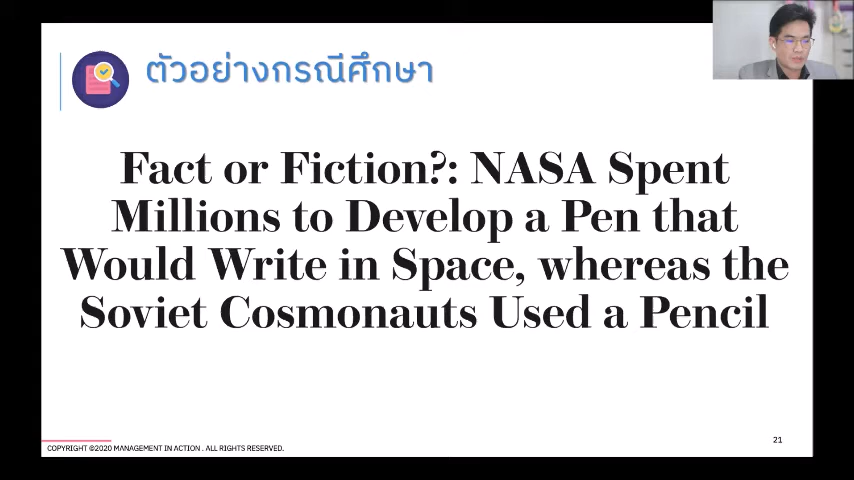 ตัวอย่างกรณีศึกษา
Fact or Fiction?: NASA Spent
Millions to Develop a Pen that
Would Write in Space, whereas the
Soviet Cosmonauts Used a Pencil
21
COPYRIGHT ©2020 MANAGEMENT IN ACTION . ALL RIGHTS RESERVED.